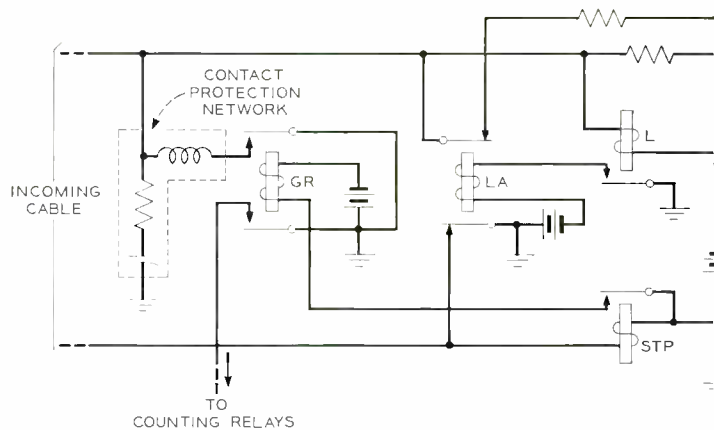 CONTACT
PROTECTION
NETWORK
INCOMING
CABLE
GR
LA
L
STP
TO
COUNTING RELAYS